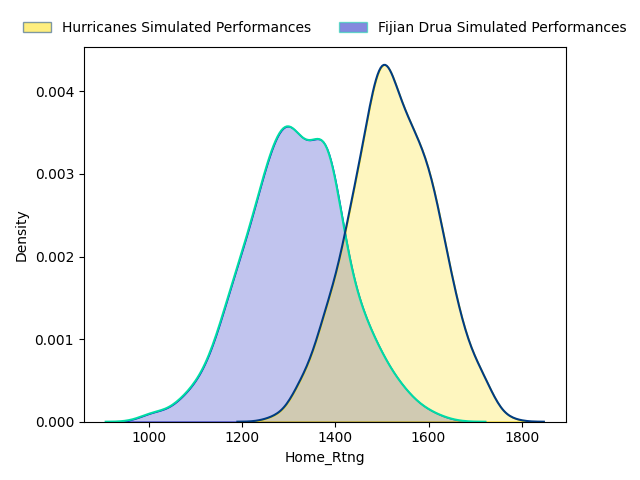 Hurricanes Simulated Performances
Fijian Drua Simulated Performances
0.004
0.003
0.002
0.001
0.000
Density
1000
1200
1400
1600
1800
Home_Rtng